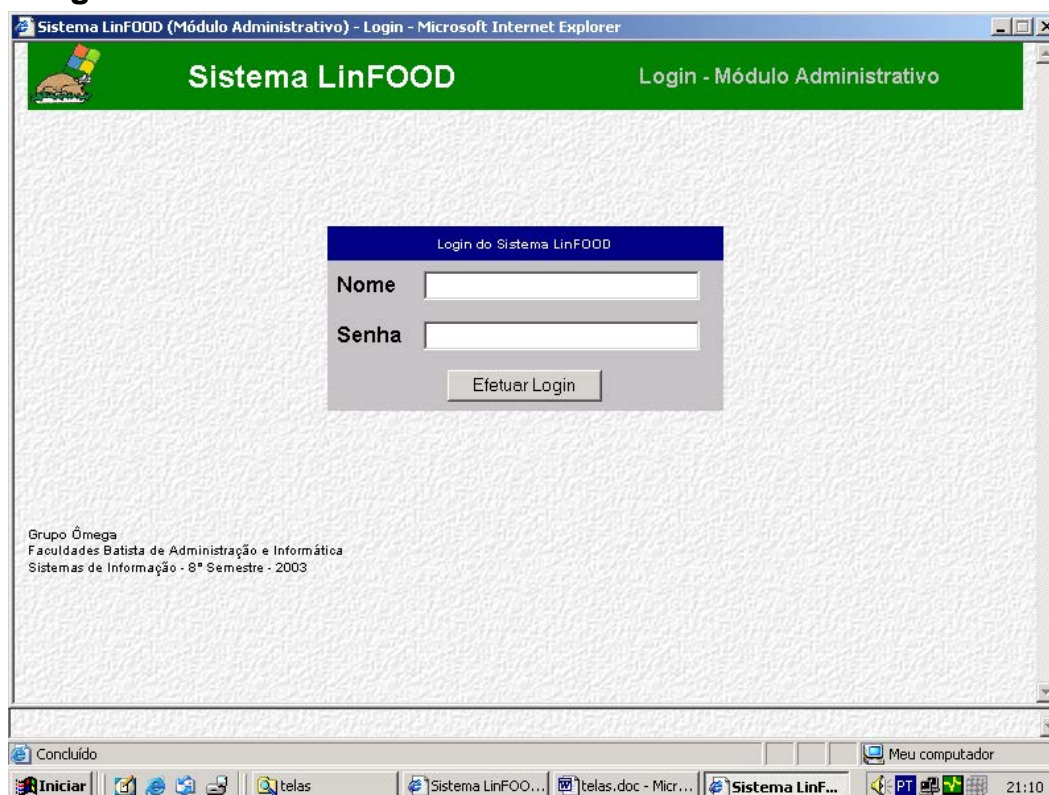 Sistema LinFOOD (Módulo Administrativo) - Login - Microsoft Internet Explorer
Sistema LinFOOD
Login - Módulo Administrativo
Login do Sistema LinFOOD
Nome
Senha
Efetuar Login
Grupo Ômega
Faculdades Batista de Administração e Informática
Sistemas de Informação - 8° Semestre - 2003
Concluído
Meu computador
Iniciar
telas
Sistema LinFOO...
telas.doc - Micr...
Sistema LinF...
PT
21:10